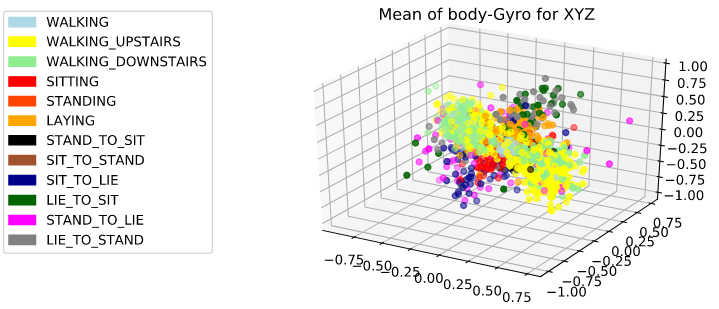 Mean of body-Gyro for XYZ
WALKING
WALKING_UPSTAIRS
WALKING_DOWNSTAIRS
SITTING
STANDING
LAYING
STAND_TO_SIT
SIT_TO_STAND
SIT_TO_LIE
LIE_TO_SIT
STAND_TO_LIE
LIE_TO_STAND
1.00
0.75
0.50
0.25
0.00
−0.25
−0.50
−0.75
−1.00
−0.75
−0.50
−0.25
0.00
0.25
0.50
0.75
0.75
0.50
0.25
0.00
−0.25
−0.50
−0.75
−1.00